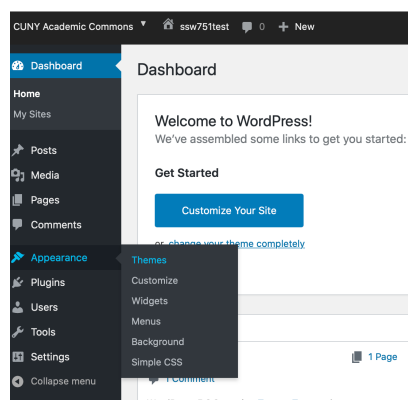 CUNY Academic Commons ssw751test 0 New
Dashboard
Home
My Sites
Posts
Media
Pages
Comments
Appearance
Plugins
Users
Tools
Settings
Collapse menu
Themes
Customize
Widgets
Menus
Background
Simple CSS
Dashboard
Welcome to WordPress!
We've assembled some links to get you started:
Get Started
Customize Your Site
or, change your theme completely
1 Page
1 Comment